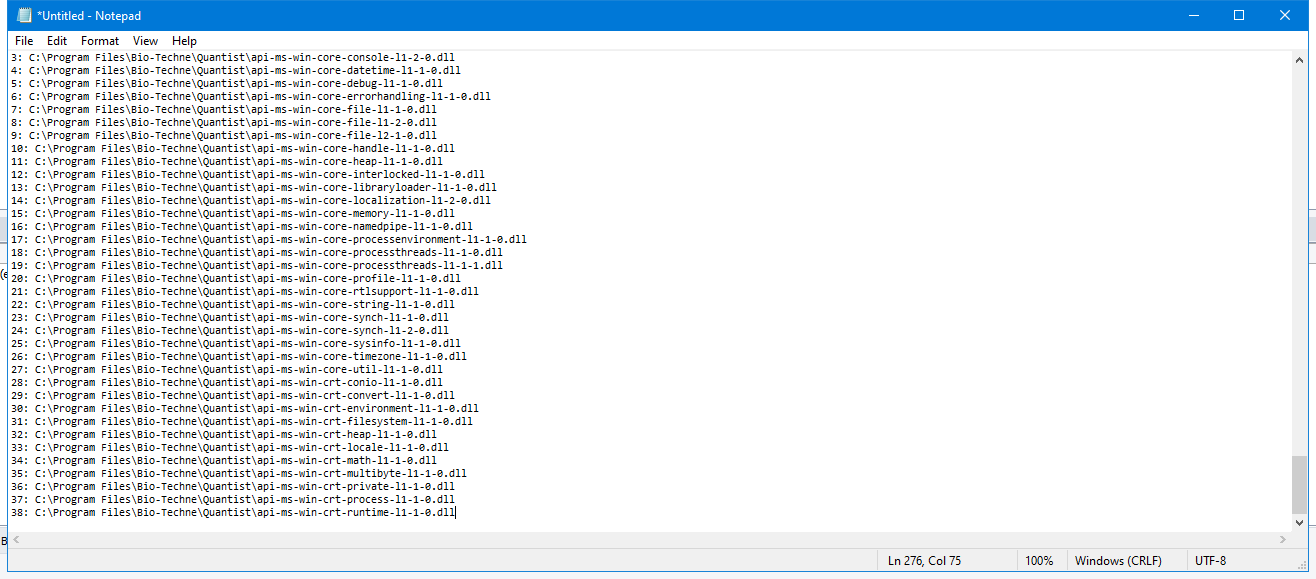 *Untitled - Notepad
File Edit Format View Help
3: C:\Program Files\Bio-Techne\Quantist\api-ms-win-core-console-l1-2-0.dll
4: C:\Program Files\Bio-Techne\Quantist\api-ms-win-core-datetime-l1-1-0.dll
5: C:\Program Files\Bio-Techne\Quantist\api-ms-win-core-debug-l1-1-0.dll
6: C:\Program Files\Bio-Techne\Quantist\api-ms-win-core-errorhandling-l1-1-0.dll
7: C:\Program Files\Bio-Techne\Quantist\api-ms-win-core-file-l1-1-0.dll
8: C:\Program Files\Bio-Techne\Quantist\api-ms-win-core-file-l1-2-0.dll
9: C:\Program Files\Bio-Techne\Quantist\api-ms-win-core-file-l2-1-0.dll
10: C:\Program Files\Bio-Techne\Quantist\api-ms-win-core-handle-l1-1-0.dll
11: C:\Program Files\Bio-Techne\Quantist\api-ms-win-core-heap-l1-1-0.dll
12: C:\Program Files\Bio-Techne\Quantist\api-ms-win-core-interlocked-l1-1-0.dll
13: C:\Program Files\Bio-Techne\Quantist\api-ms-win-core-libraryloader-l1-1-0.dll
14: C:\Program Files\Bio-Techne\Quantist\api-ms-win-core-localization-l1-2-0.dll
15: C:\Program Files\Bio-Techne\Quantist\api-ms-win-core-memory-l1-1-0.dll
16: C:\Program Files\Bio-Techne\Quantist\api-ms-win-core-namedpipe-l1-1-0.dll
17: C:\Program Files\Bio-Techne\Quantist\api-ms-win-core-processenvironment-l1-1-0.dll
18: C:\Program Files\Bio-Techne\Quantist\api-ms-win-core-processthreads-l1-1-0.dll
19: C:\Program Files\Bio-Techne\Quantist\api-ms-win-core-processthreads-l1-1-1.dll
20: C:\Program Files\Bio-Techne\Quantist\api-ms-win-core-profile-l1-1-0.dll
21: C:\Program Files\Bio-Techne\Quantist\api-ms-win-core-rtlsupport-l1-1-0.dll
22: C:\Program Files\Bio-Techne\Quantist\api-ms-win-core-string-l1-1-0.dll
23: C:\Program Files\Bio-Techne\Quantist\api-ms-win-core-synch-l1-1-0.dll
24: C:\Program Files\Bio-Techne\Quantist\api-ms-win-core-synch-l1-2-0.dll
25: C:\Program Files\Bio-Techne\Quantist\api-ms-win-core-sysinfo-l1-1-0.dll
26: C:\Program Files\Bio-Techne\Quantist\api-ms-win-core-timezone-l1-1-0.dll
27: C:\Program Files\Bio-Techne\Quantist\api-ms-win-core-util-l1-1-0.dll
28: C:\Program Files\Bio-Techne\Quantist\api-ms-win-crt-conio-l1-1-0.dll
29: C:\Program Files\Bio-Techne\Quantist\api-ms-win-crt-convert-l1-1-0.dll
30: C:\Program Files\Bio-Techne\Quantist\api-ms-win-crt-environment-l1-1-0.dll
31: C:\Program Files\Bio-Techne\Quantist\api-ms-win-crt-filesystem-l1-1-0.dll
32: C:\Program Files\Bio-Techne\Quantist\api-ms-win-crt-heap-l1-1-0.dll
33: C:\Program Files\Bio-Techne\Quantist\api-ms-win-crt-locale-l1-1-0.dll
34: C:\Program Files\Bio-Techne\Quantist\api-ms-win-crt-math-l1-1-0.dll
35: C:\Program Files\Bio-Techne\Quantist\api-ms-win-crt-multibyte-l1-1-0.dll
36: C:\Program Files\Bio-Techne\Quantist\api-ms-win-crt-private-l1-1-0.dll
37: C:\Program Files\Bio-Techne\Quantist\api-ms-win-crt-process-l1-1-0.dll
38: C:\Program Files\Bio-Techne\Quantist\api-ms-win-crt-runtime-l1-1-0.dll
Ln 276, Col 75 100% Windows (CRLF) UTF-8